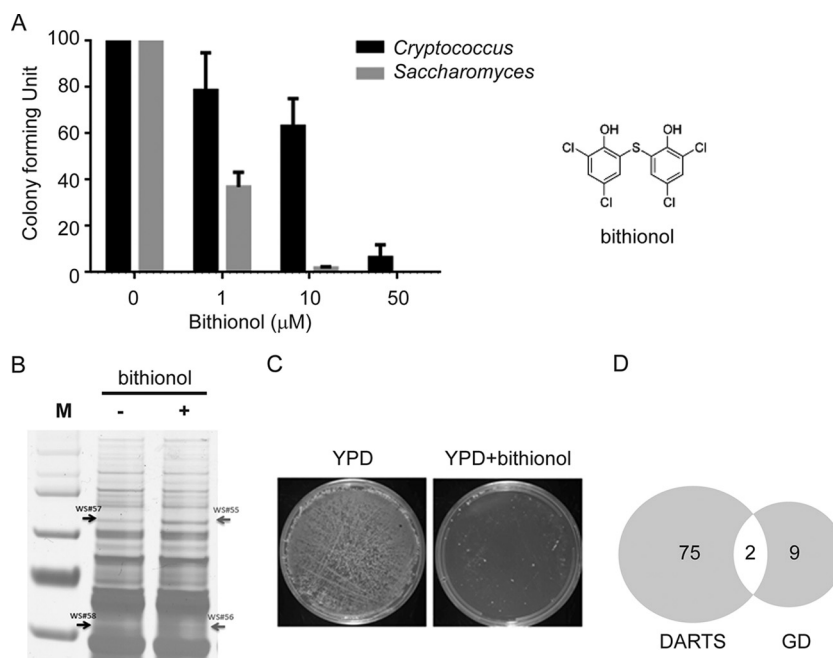 A
100
80
60
40
20
0
Colony forming Unit
0 1 10 50
Bithionol (μM)
Cryptococcus
Saccharomyces
OH OH
Cl S Cl
Cl Cl
bithionol
B
bithionol
M - +
WS#57 WS#55
WS#58 WS#56
C
YPD YPD+bithionol
D
75 2 9
DARTS GD